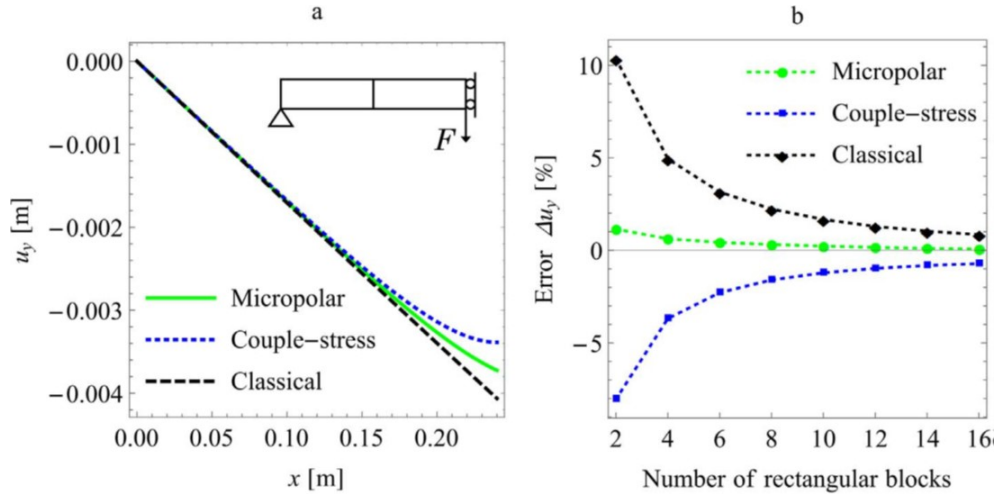 a
0.000
−0.001
−0.002
−0.003
−0.004
u_y [m]
F
Micropolar
Couple−stress
Classical
0.00 0.05 0.10 0.15 0.20
x [m]
b
10
5
0
−5
Error Δu_y [%]
Micropolar
Couple−stress
Classical
2 4 6 8 10 12 14 16
Number of rectangular blocks